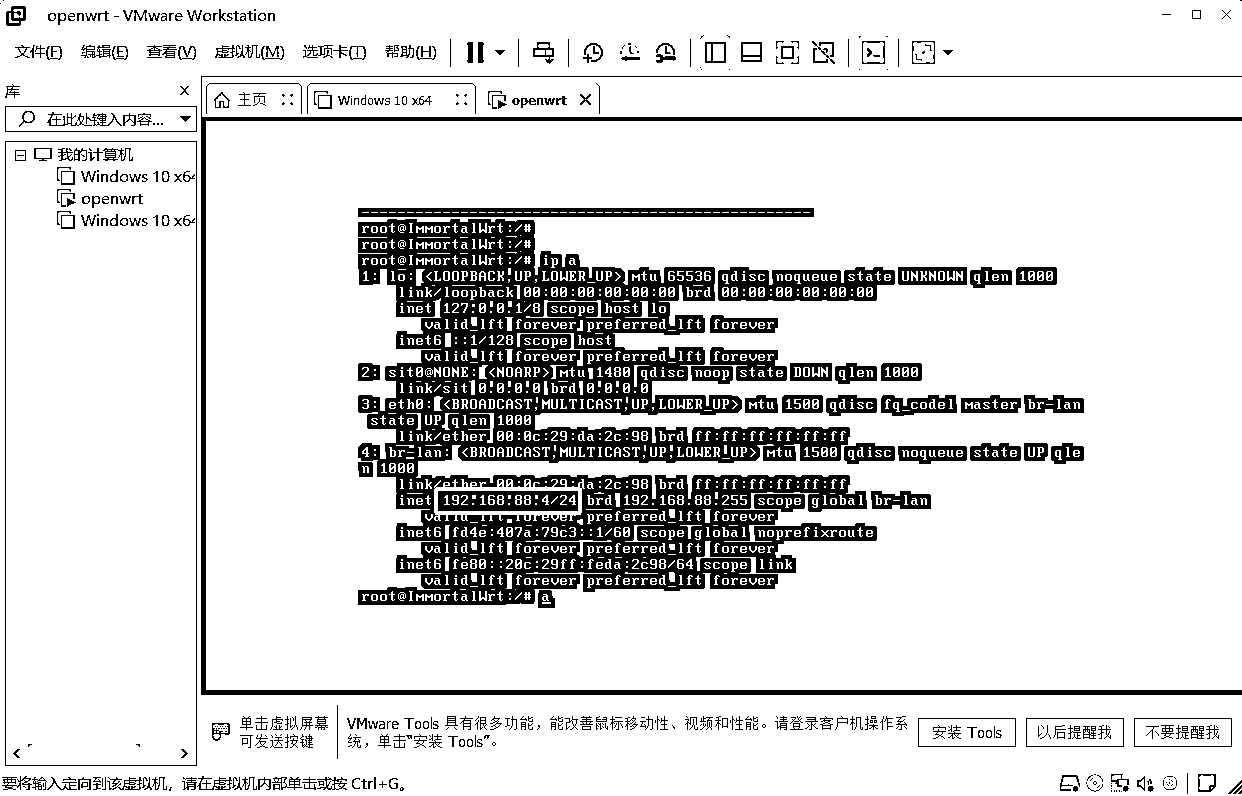 openwrt - VMware Workstation
文件(F) 编辑(E) 查看(V) 虚拟机(M) 选项卡(T) 帮助(H)
库
在此处键入内容...
我的计算机
Windows 10 x64
openwrt
Windows 10 x64
主页 Windows 10 x64 openwrt
root@ImmortalWrt:/#
root@ImmortalWrt:/#
root@ImmortalWrt:/# ip a
1: lo: <LOOPBACK,UP,LOWER_UP> mtu 65536 qdisc noqueue state UNKNOWN qlen 1000
link/loopback 00:00:00:00:00:00 brd 00:00:00:00:00:00
inet 127.0.0.1/8 scope host lo
valid_lft forever preferred_lft forever
inet6 ::1/128 scope host
valid_lft forever preferred_lft forever
2: sit0@NONE: <NOARP> mtu 1480 qdisc noop state DOWN qlen 1000
link/sit 0.0.0.0 brd 0.0.0.0
3: eth0: <BROADCAST,MULTICAST,UP,LOWER_UP> mtu 1500 qdisc fq_codel master br-lan
state UP qlen 1000
link/ether 00:0c:29:da:2c:98 brd ff:ff:ff:ff:ff:ff
4: br-lan: <BROADCAST,MULTICAST,UP,LOWER_UP> mtu 1500 qdisc noqueue state UP qle
n 1000
link/ether 00:0c:29:da:2c:98 brd ff:ff:ff:ff:ff:ff
inet 192.168.88.4/24 brd 192.168.88.255 scope global br-lan
valid_lft forever preferred_lft forever
inet6 fd4e:407a:79c3::1/60 scope global noprefixroute
valid_lft forever preferred_lft forever
inet6 fe80::20c:29ff:feda:2c98/64 scope link
valid_lft forever preferred_lft forever
root@ImmortalWrt:/# a
单击虚拟屏幕
可发送按键
VMware Tools 具有很多功能，能改善鼠标移动性、视频和性能。请登录客户机操作系
统，单击“安装 Tools”。
安装 Tools 以后提醒我 不要提醒我
要将输入定向到该虚拟机，请在虚拟机内部单击或按 Ctrl+G。